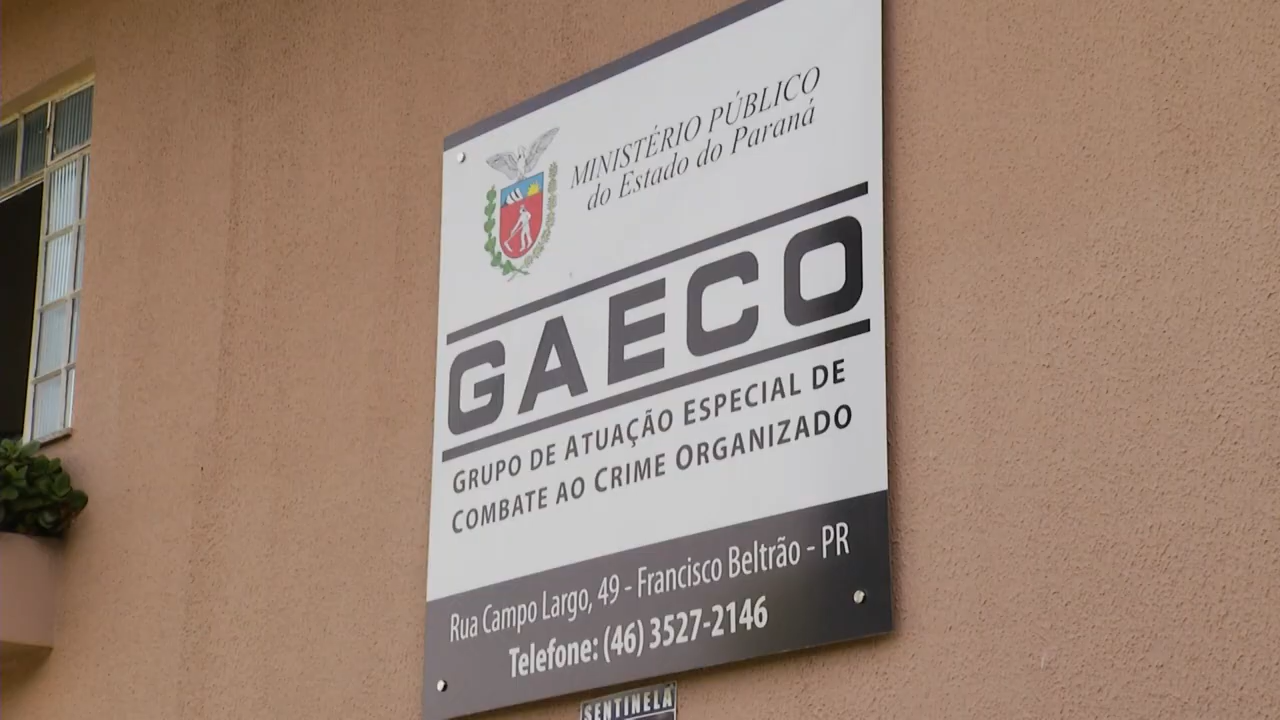 MINISTÉRIO PÚBLICO
do Estado do Paraná
GAECO
GRUPO DE ATUAÇÃO ESPECIAL DE
COMBATE AO CRIME ORGANIZADO
Rua Campo Largo, 49 - Francisco Beltrão - PR
Telefone: (46) 3527-2146
SENTINELA